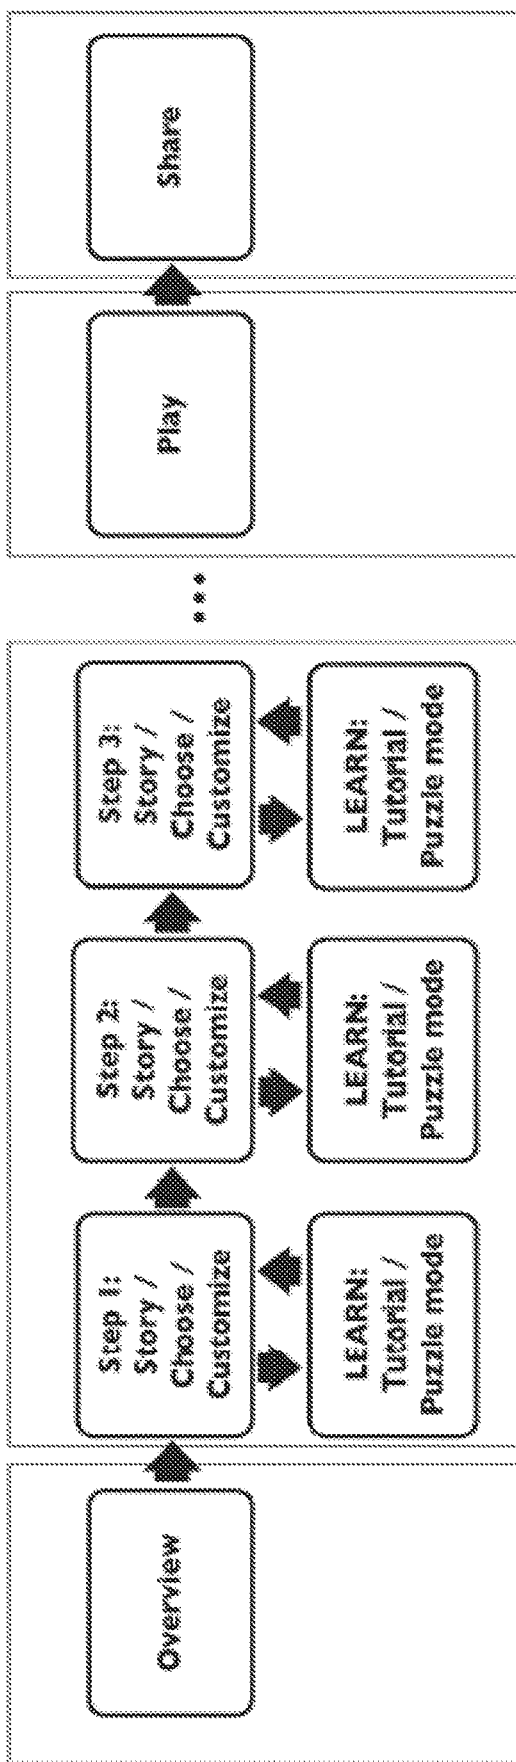 Overview
Step 1:
Story /
Choose /
Customize
LEARN:
Tutorial /
Puzzle mode
Step 2:
Story /
Choose /
Customize
LEARN:
Tutorial /
Puzzle mode
Step 3:
Story /
Choose /
Customize
LEARN:
Tutorial /
Puzzle mode
...
Play
Share